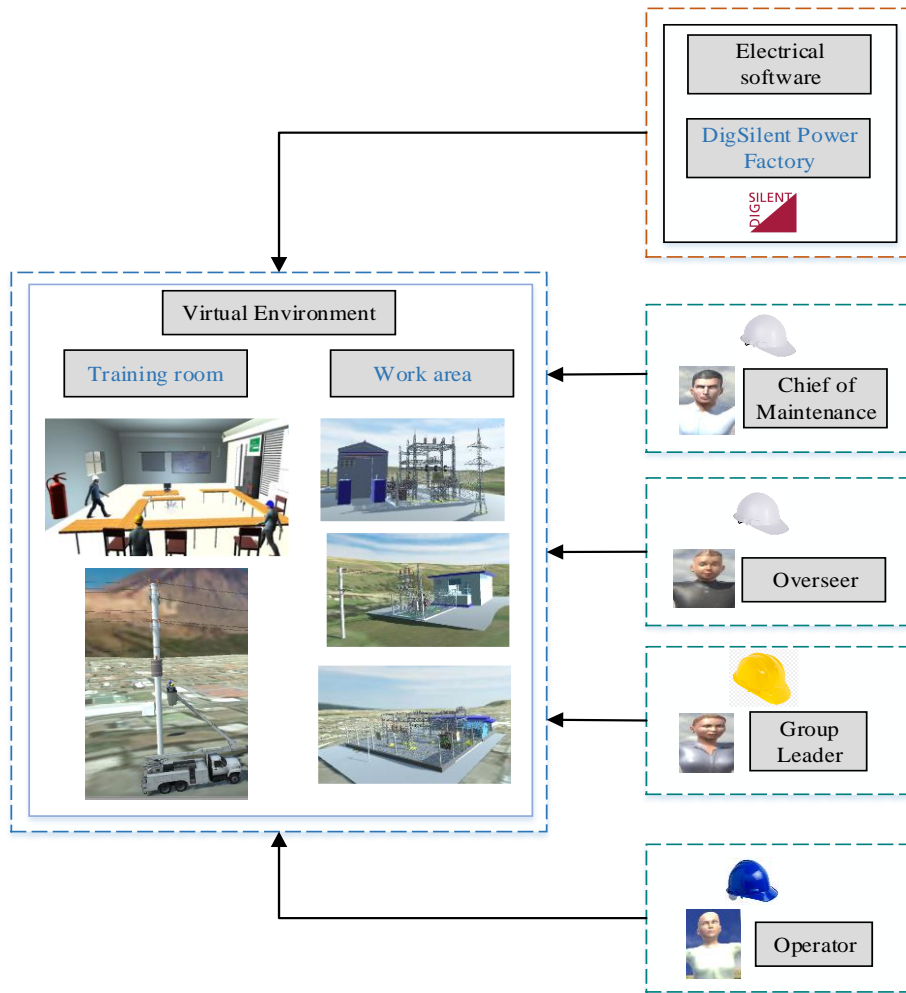 Electrical
software
DigSilent Power
Factory
DIG
SILENT
Virtual Environment
Training room
Work area
Chief of
Maintenance
Overseer
Group
Leader
Operator